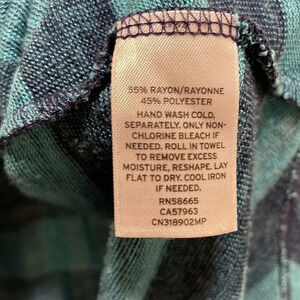 55% RAYON/RAYONNE
45% POLYESTER
HAND WASH COLD,
SEPARATELY. ONLY NON-
CHLORINE BLEACH IF
NEEDED. ROLL IN TOWEL
TO REMOVE EXCESS
MOISTURE, RESHAPE. LAY
FLAT TO DRY. COOL IRON
IF NEEDED.
RN58665
CA57963
CN318902MP